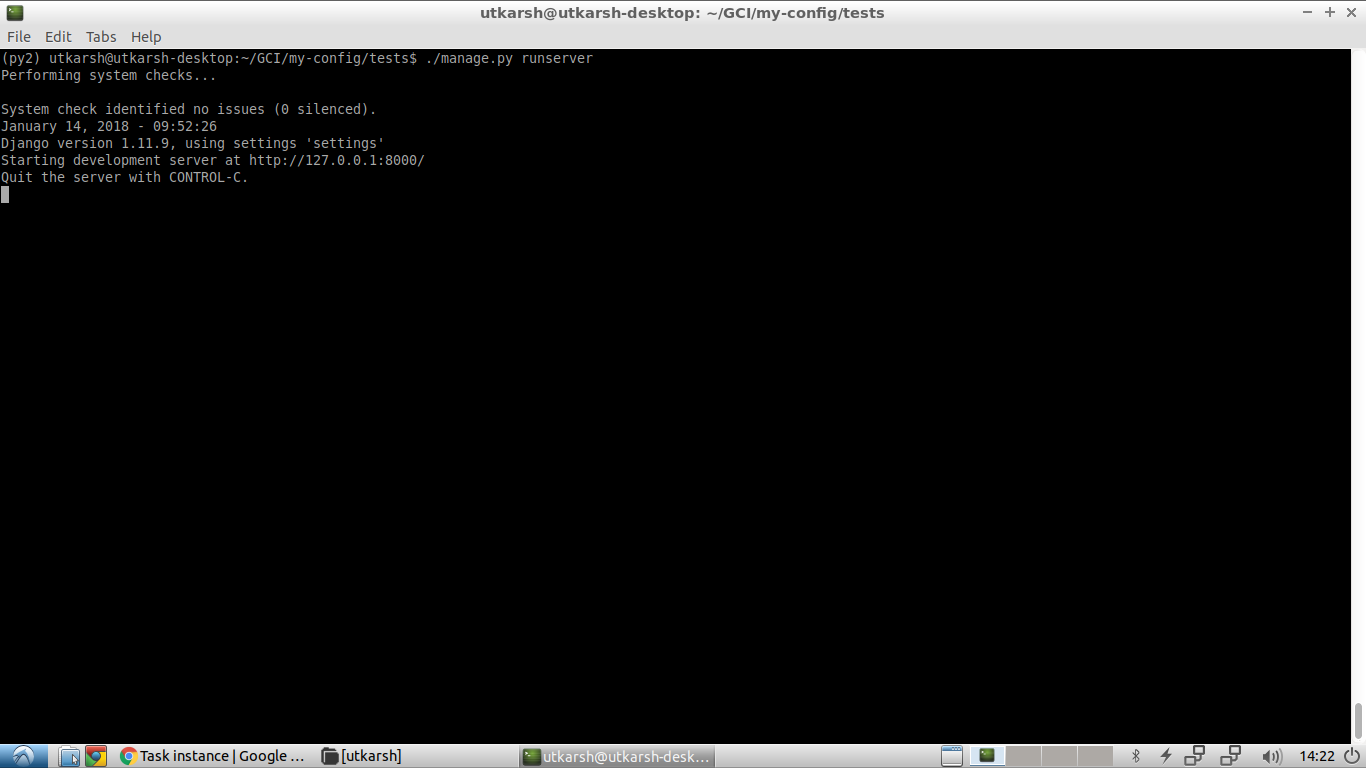 utkarsh@utkarsh-desktop: ~/GCI/my-config/tests
File Edit Tabs Help
(py2) utkarsh@utkarsh-desktop:~/GCI/my-config/tests$ ./manage.py runserver
Performing system checks...
System check identified no issues (0 silenced).
January 14, 2018 - 09:52:26
Django version 1.11.9, using settings 'settings'
Starting development server at http://127.0.0.1:8000/
Quit the server with CONTROL-C.
Task instance | Google ... [utkarsh] utkarsh@utkarsh-desk... 14:22